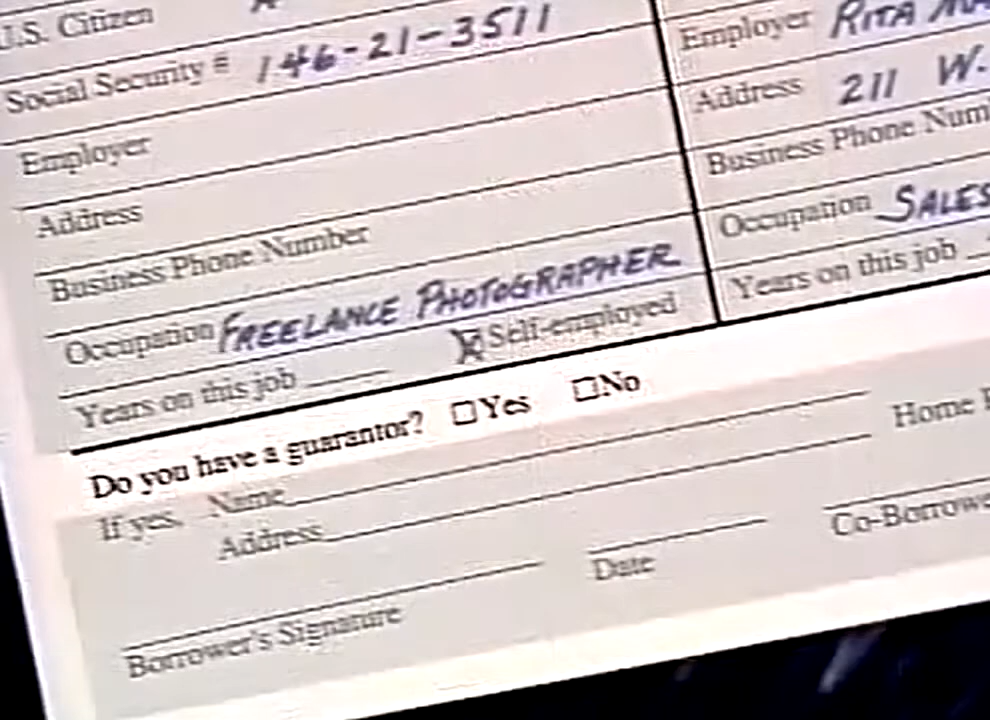 U.S. Citizen
Social Security # 146-21-3511
Employer
Address
Business Phone Number
Occupation FREELANCE PHOTOGRAPHER
Years on this job ☒ Self-employed
Employer RITA
Address 211 W.
Business Phone Num
Occupation SALES
Years on this job
Do you have a guarantor? ☐ Yes ☐ No
If yes, Name
Home
Address
Borrower's Signature
Date
Co-Borrowe